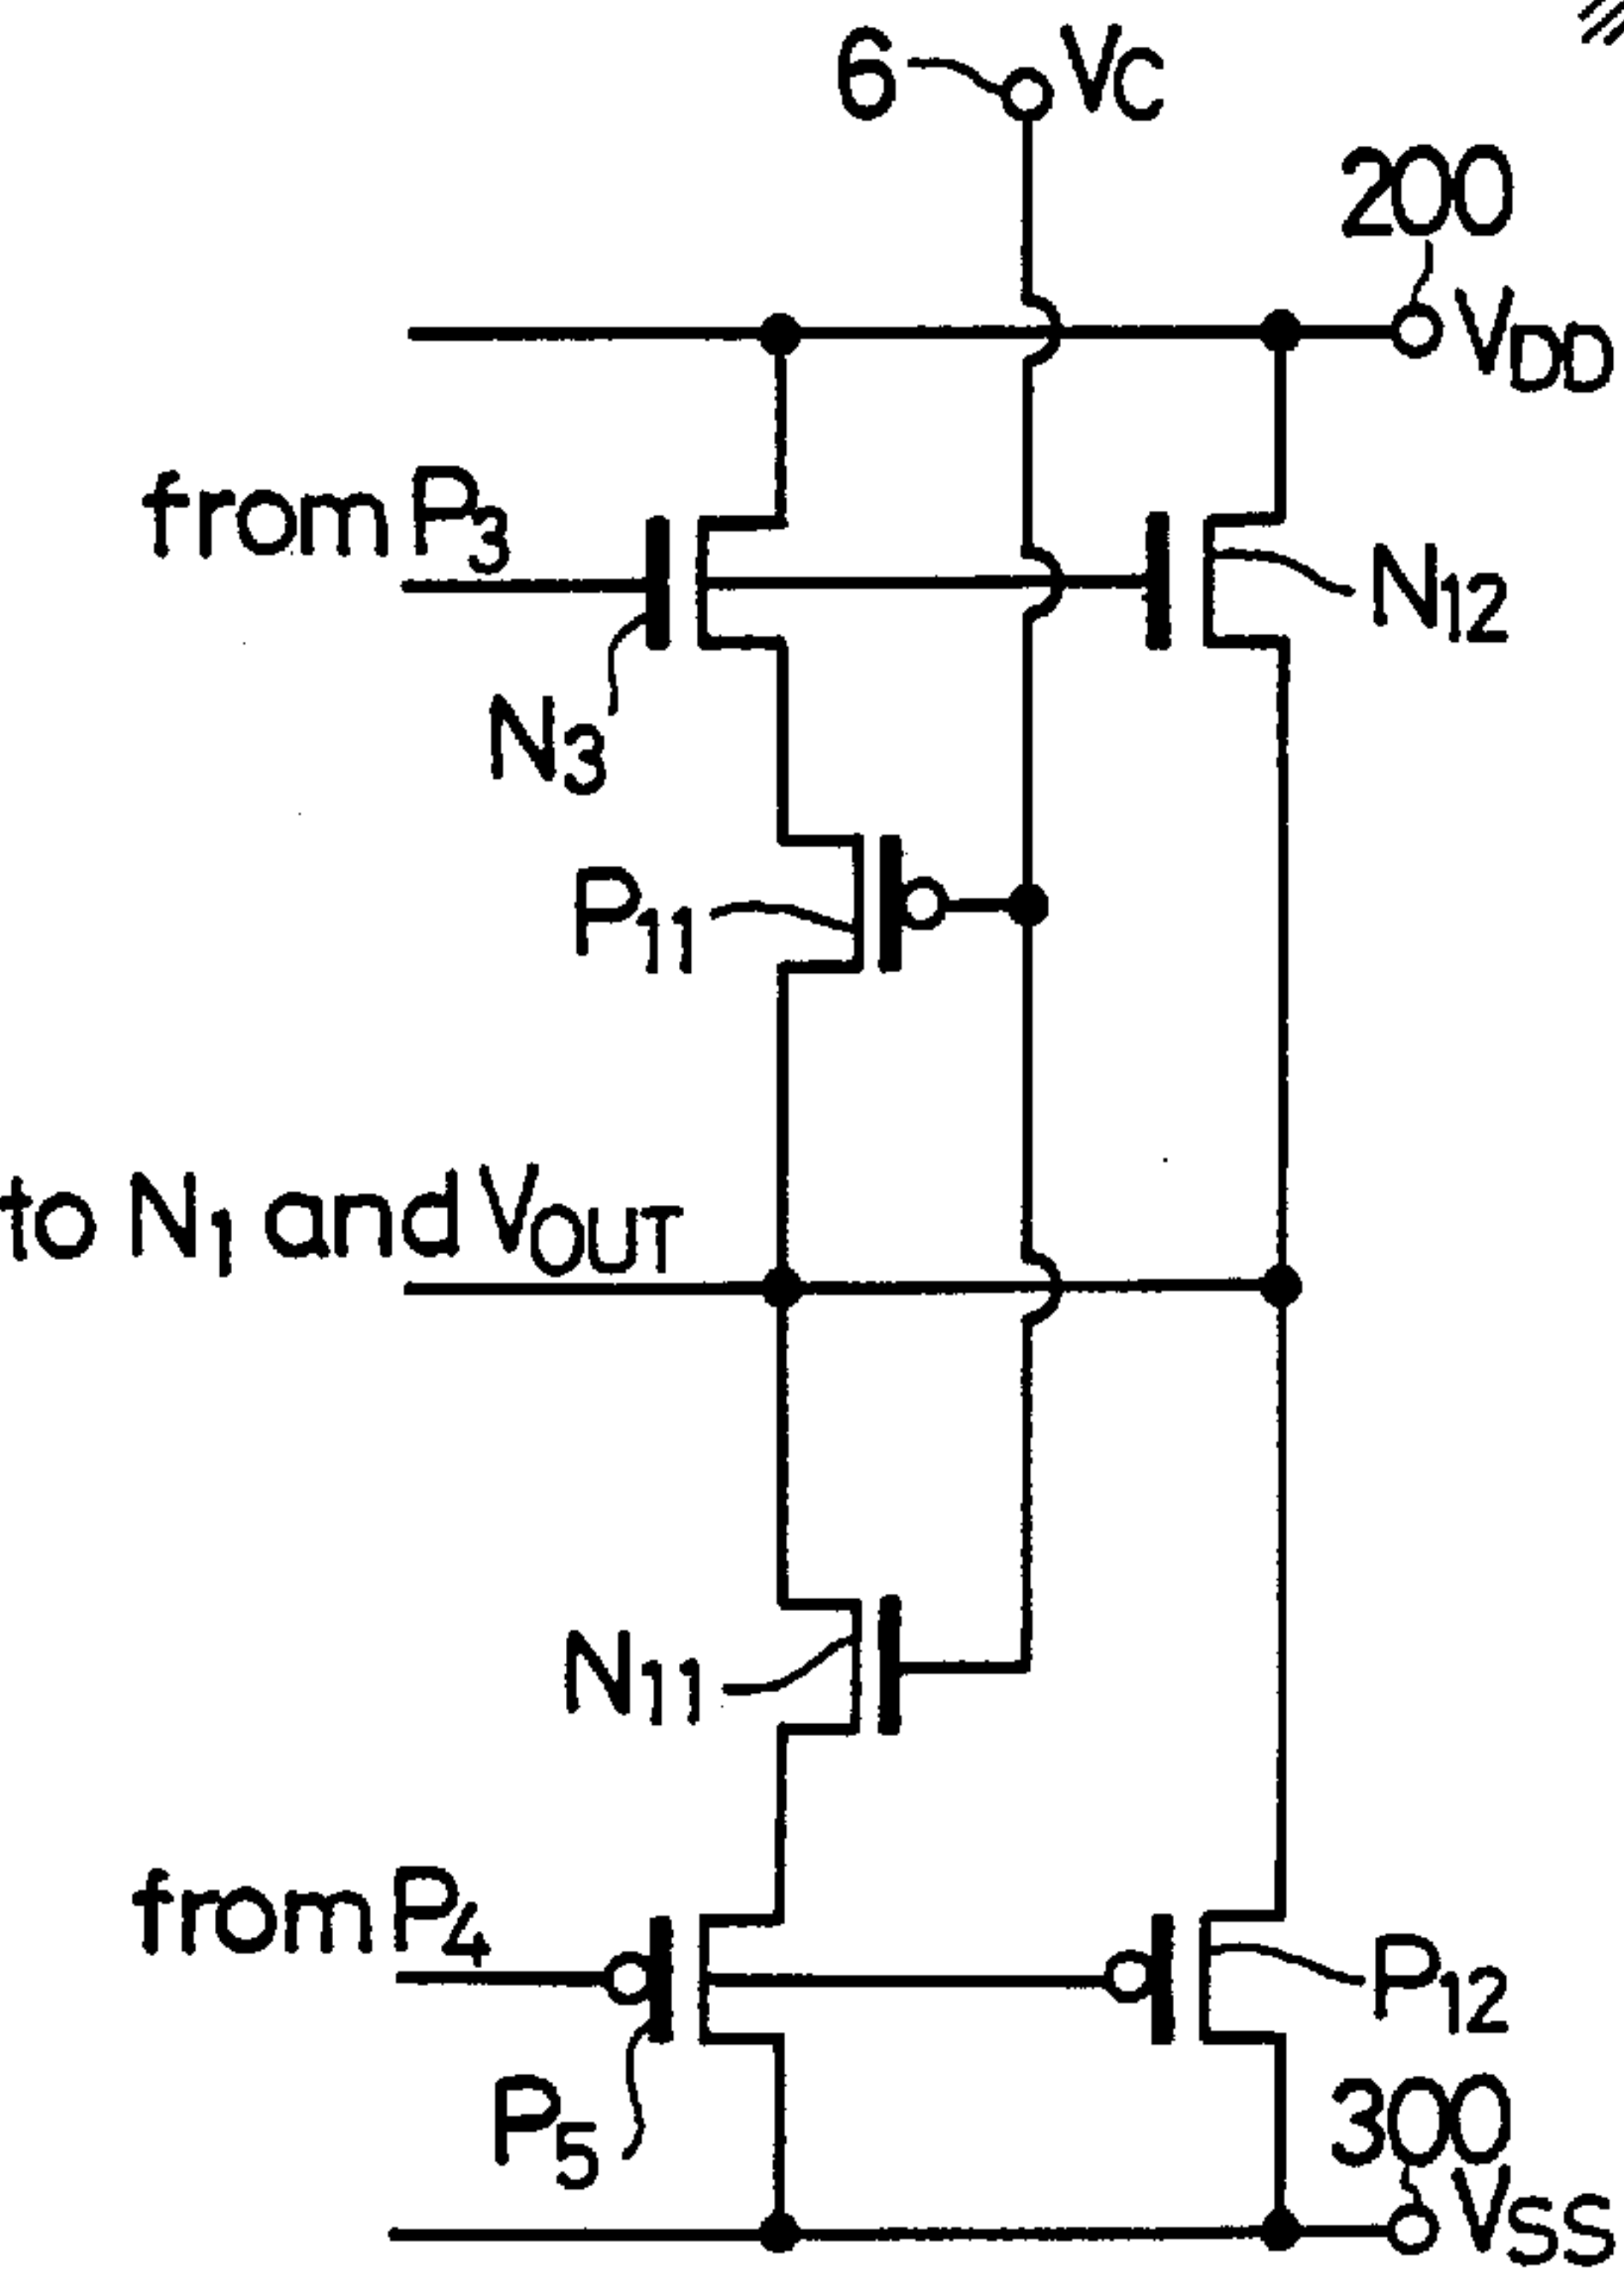 6 VC
200
VDD
from P3
N12
N3
P11
to N1 and VOUT
N11
from P4
P12
P5
300
VSS